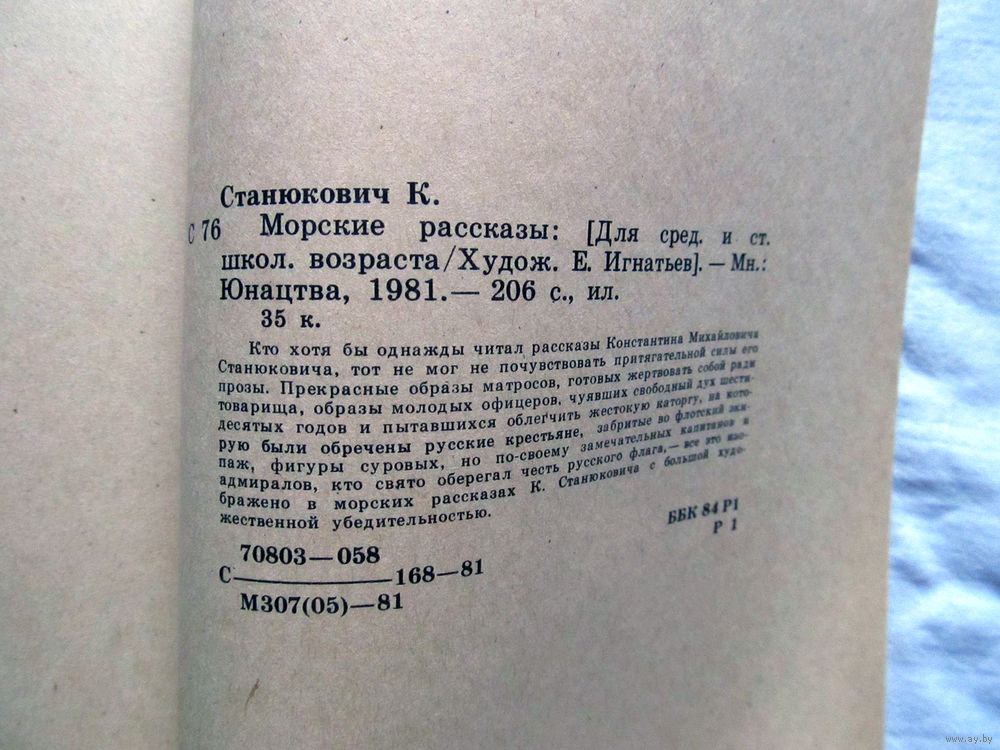 Станюкович К.
С 76 Морские рассказы: [Для сред. и ст.
школ. возраста/Худож. Е. Игнатьев]. — Мн.:
Юнацтва, 1981.— 206 с., ил.
35 к.
Кто хотя бы однажды читал рассказы Константина Михайловича
Станюковича, тот не мог не почувствовать притягательной силы его
прозы. Прекрасные образы матросов, готовых жертвовать собой ради
товарища, образы молодых офицеров, чуявших свободный дух шести-
десятых годов и пытавшихся облегчить жестокую каторгу, на кото-
рую были обречены русские крестьяне, забритые во флотский эки-
паж, фигуры суровых, но по-своему замечательных капитанов и
адмиралов, кто свято оберегал честь русского флага,— все это изо-
бражено в морских рассказах К. Станюковича с большой худо-
жественной убедительностью.
ББК 84 Р1
Р 1
70803—058
С————168—81
М307(05)—81
www.ay.by